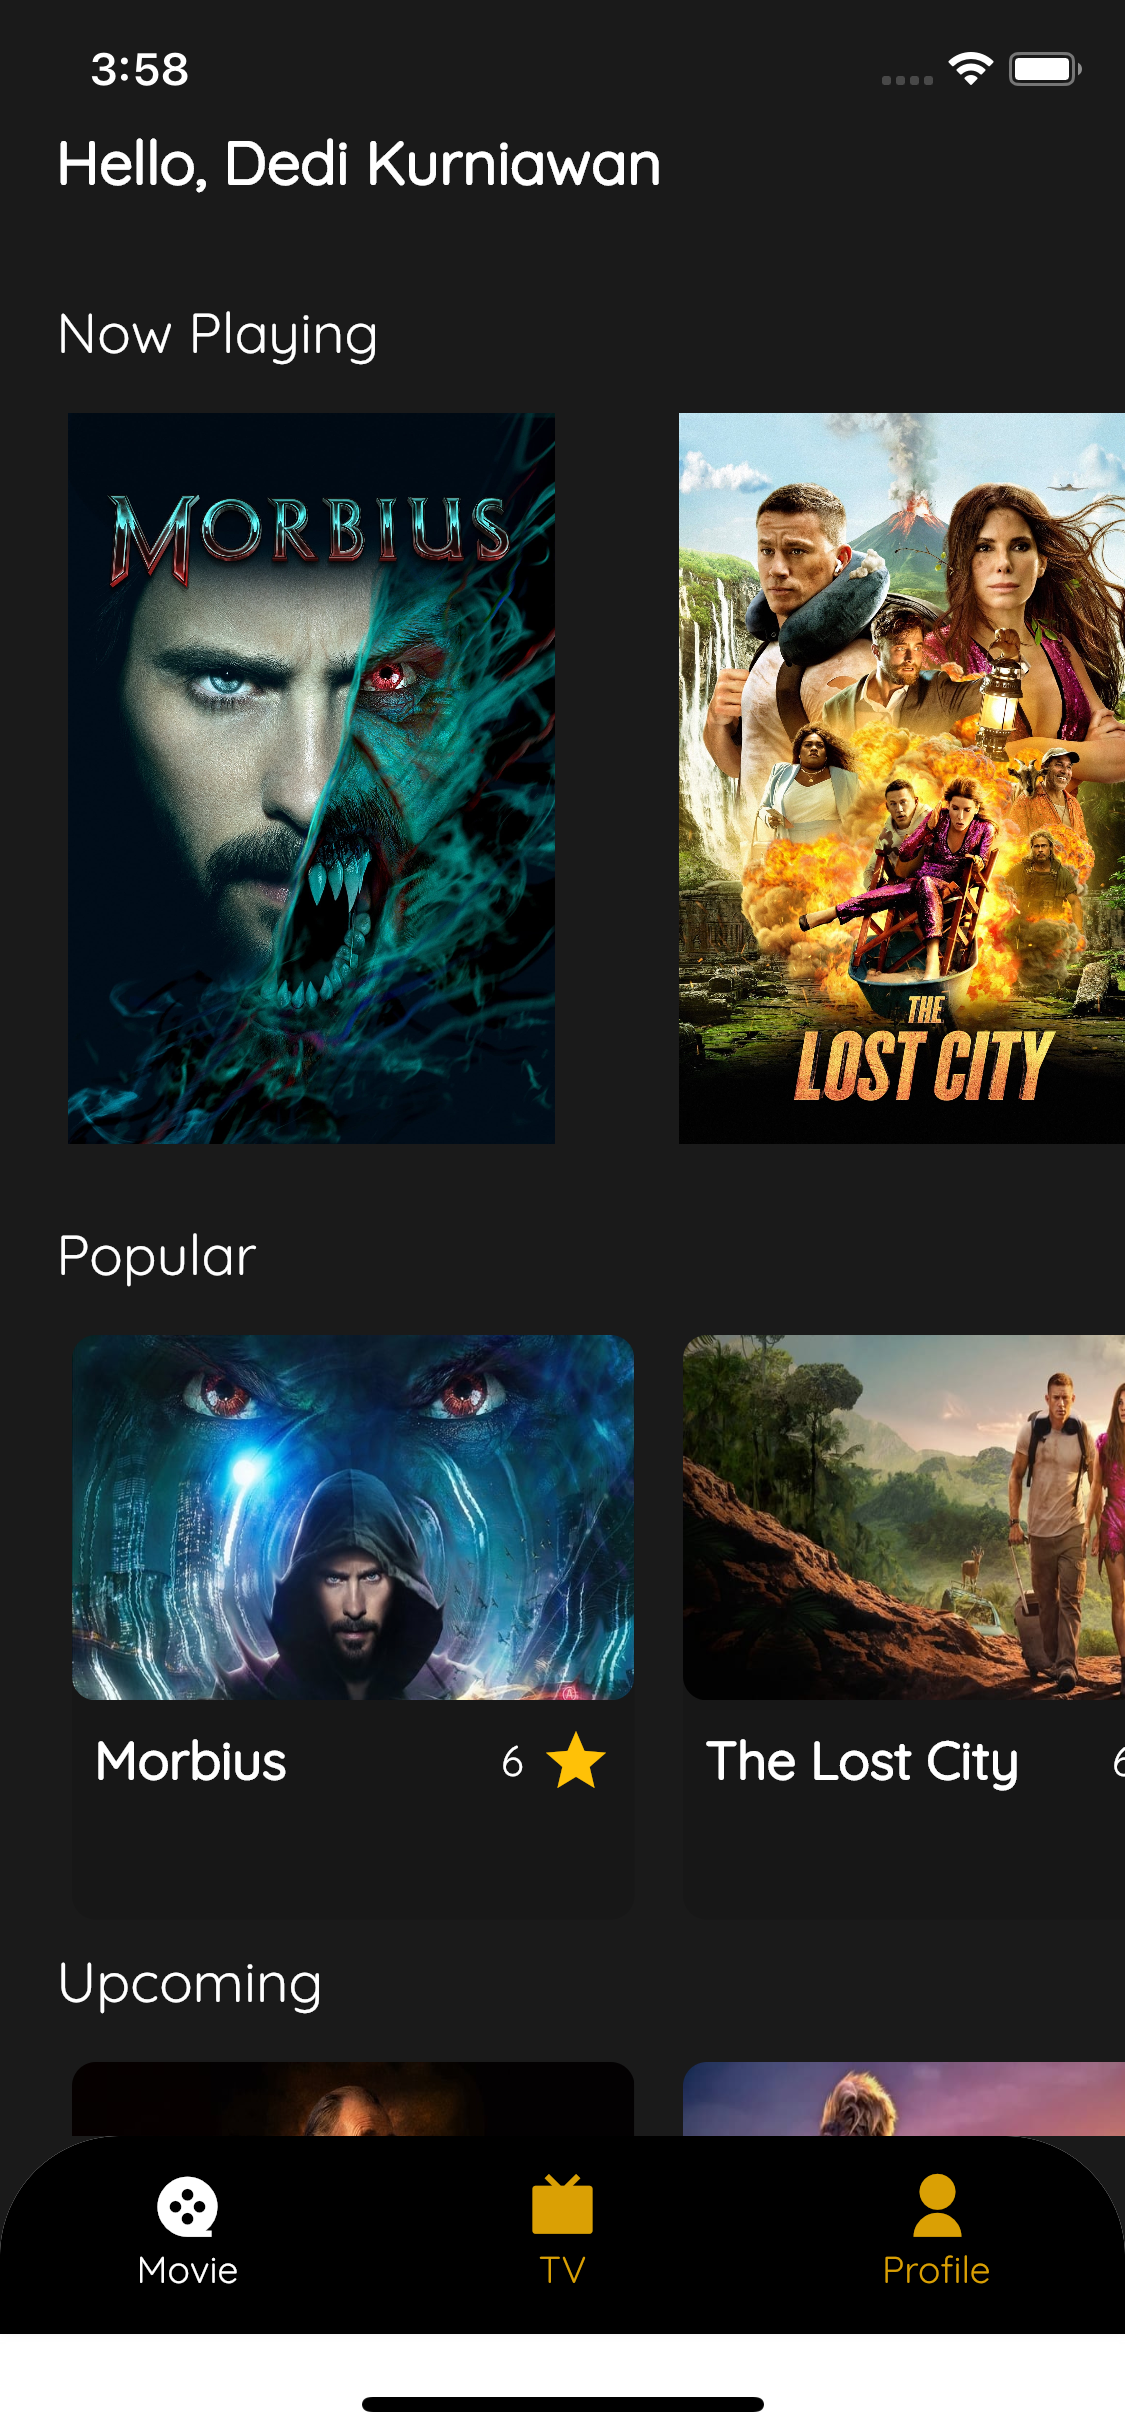 3:58
Hello, Dedi Kurniawan
Now Playing
MORBIUS
THE
LOST CITY
Popular
Morbius 6
The Lost City
Upcoming
Movie
TV
Profile